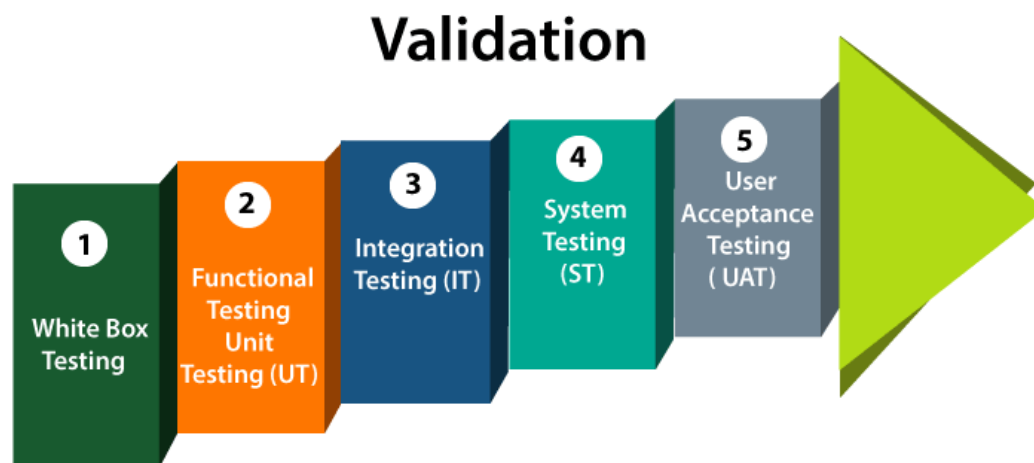 Validation
1
White Box
Testing
2
Functional
Testing
Unit
Testing (UT)
3
Integration
Testing (IT)
4
System
Testing
(ST)
5
User
Acceptance
Testing
( UAT)